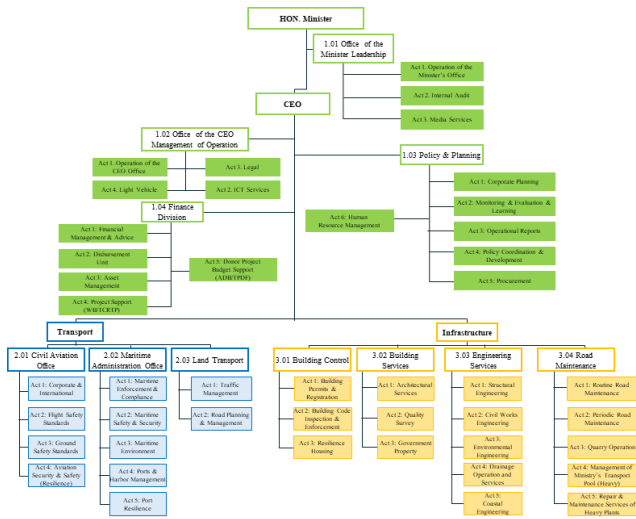 HON. Minister
1.01 Office of the
Minister Leadership
Act 1. Operation of the
Minister's Office
Act 2. Internal Audit
Act 3. Media Services
CEO
1.02 Office of the CEO
Management of Operation
Act 1. Operation of the
CEO Office
Act 3. Legal
Act 4. Light Vehicle
Act 2. ICT Services
1.03 Policy & Planning
Act 1: Corporate Planning
Act 2: Monitoring & Evaluation &
Learning
Act 6: Human
Resource Management
Act 3: Operational Reports
Act 4: Policy Coordination &
Development
Act 5: Procurement
1.04 Finance
Division
Act 1: Financial
Management & Advice
Act 2: Disbursement
Unit
Act 3: Asset
Management
Act 5: Donor Project
Budget Support
(ADB/TPDF)
Act 4: Project Support
(WB/TCRTP)
Transport
Infrastructure
2.01 Civil Aviation
Office
Act 1: Corporate &
International
Act 2: Flight Safety
Standards
Act 3: Ground
Safety Standards
Act 4: Aviation
Security & Safety
(Resilience)
2.02 Maritime
Administration Office
Act 1: Maritime
Enforcement &
Compliance
Act 2: Maritime
Safety & Security
Act 3: Maritime
Environment
Act 4: Ports &
Harbor Management
Act 5: Port
Resilience
2.03 Land Transport
Act 1: Traffic
Management
Act 2: Road Planning
& Management
3.01 Building Control
Act 1: Building
Permits &
Registration
Act 2: Building Code
Inspection &
Enforcement
Act 3: Resilience
Housing
3.02 Building
Services
Act 1: Architectural
Services
Act 2: Quality
Survey
Act 3: Government
Property
3.03 Engineering
Services
Act 1: Structural
Engineering
Act 2: Civil Works
Engineering
Act 3:
Environmental
Engineering
Act 4: Drainage
Operation and
Services
Act 5:
Coastal
Engineering
3.04 Road
Maintenance
Act 1: Routine Road
Maintenance
Act 2: Periodic Road
Maintenance
Act 3: Quarry Operation
Act 4: Management of
Ministry's Transport
Pool (Heavy)
Act 5: Repair &
Maintenance Services of
Heavy Plants